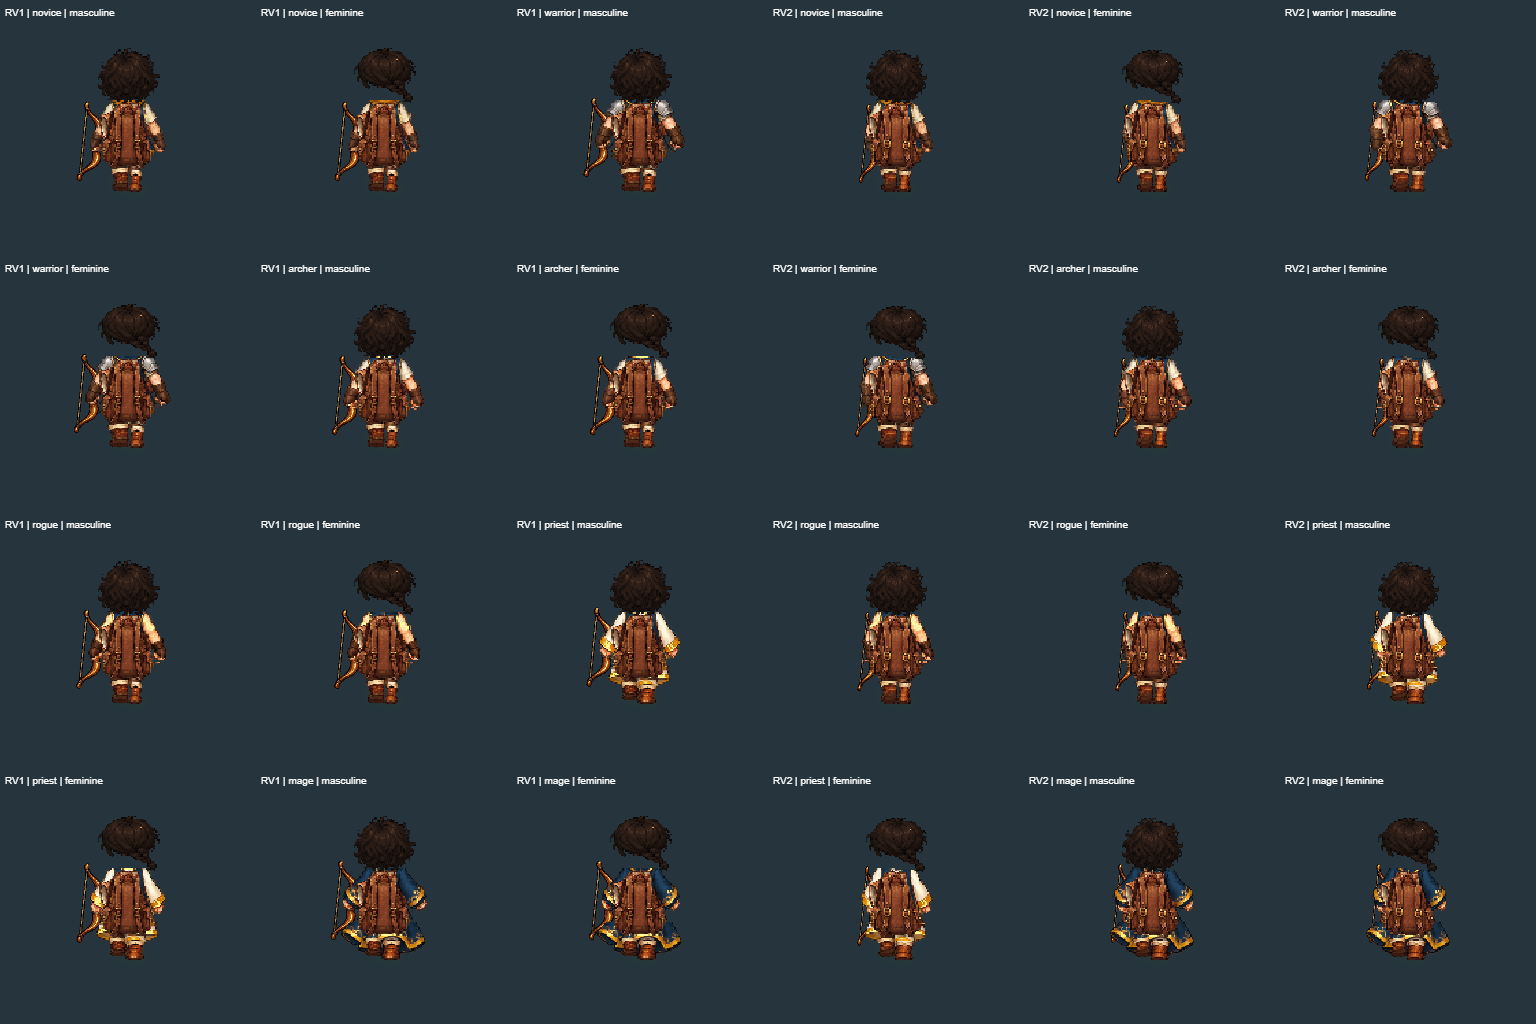 RV1 | novice | masculine
RV1 | novice | feminine
RV1 | warrior | masculine
RV2 | novice | masculine
RV2 | novice | feminine
RV2 | warrior | masculine
RV1 | warrior | feminine
RV1 | archer | masculine
RV1 | archer | feminine
RV2 | warrior | feminine
RV2 | archer | masculine
RV2 | archer | feminine
RV1 | rogue | masculine
RV1 | rogue | feminine
RV1 | priest | masculine
RV2 | rogue | masculine
RV2 | rogue | feminine
RV2 | priest | masculine
RV1 | priest | feminine
RV1 | mage | masculine
RV1 | mage | feminine
RV2 | priest | feminine
RV2 | mage | masculine
RV2 | mage | feminine